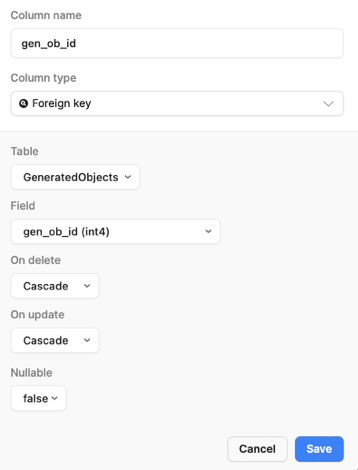 Column name
gen_ob_id
Column type
Foreign key
Table
GeneratedObjects
Field
gen_ob_id (int4)
On delete
Cascade
On update
Cascade
Nullable
false
Cancel Save